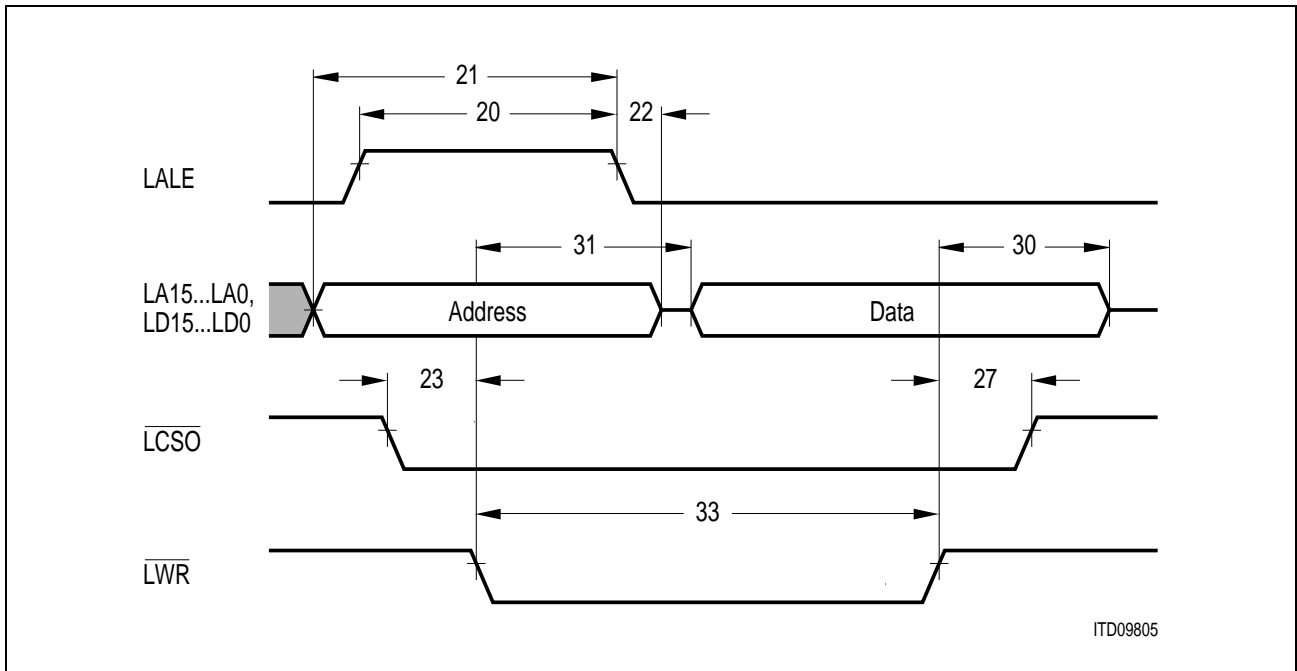 21
20
22
LALE
31
30
LA15...LA0,
LD15...LD0
Address
Data
23
27
LCSO
33
LWR
ITD09805